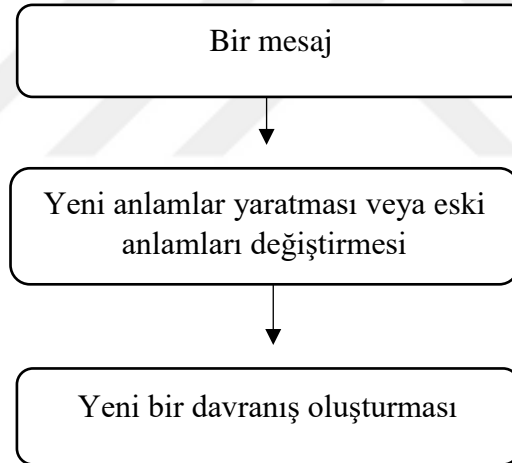 Bir mesaj
Yeni anlamlar yaratması veya eski
anlamları değiştirmesi
Yeni bir davranış oluşturması